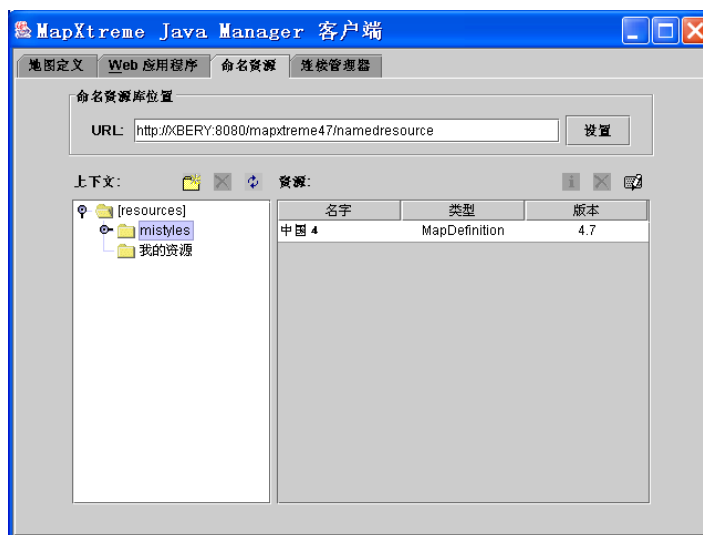 MapXtreme Java Manager 客户端
地图定义 Web 应用程序 命名资源 连接管理器
命名资源库位置
URL: http://XBERY:8080/mapxtreme47/namedresource 设置
上下文: 资源:
[resources]
mistyles
我的资源
名字 类型 版本
中国 4 MapDefinition 4.7